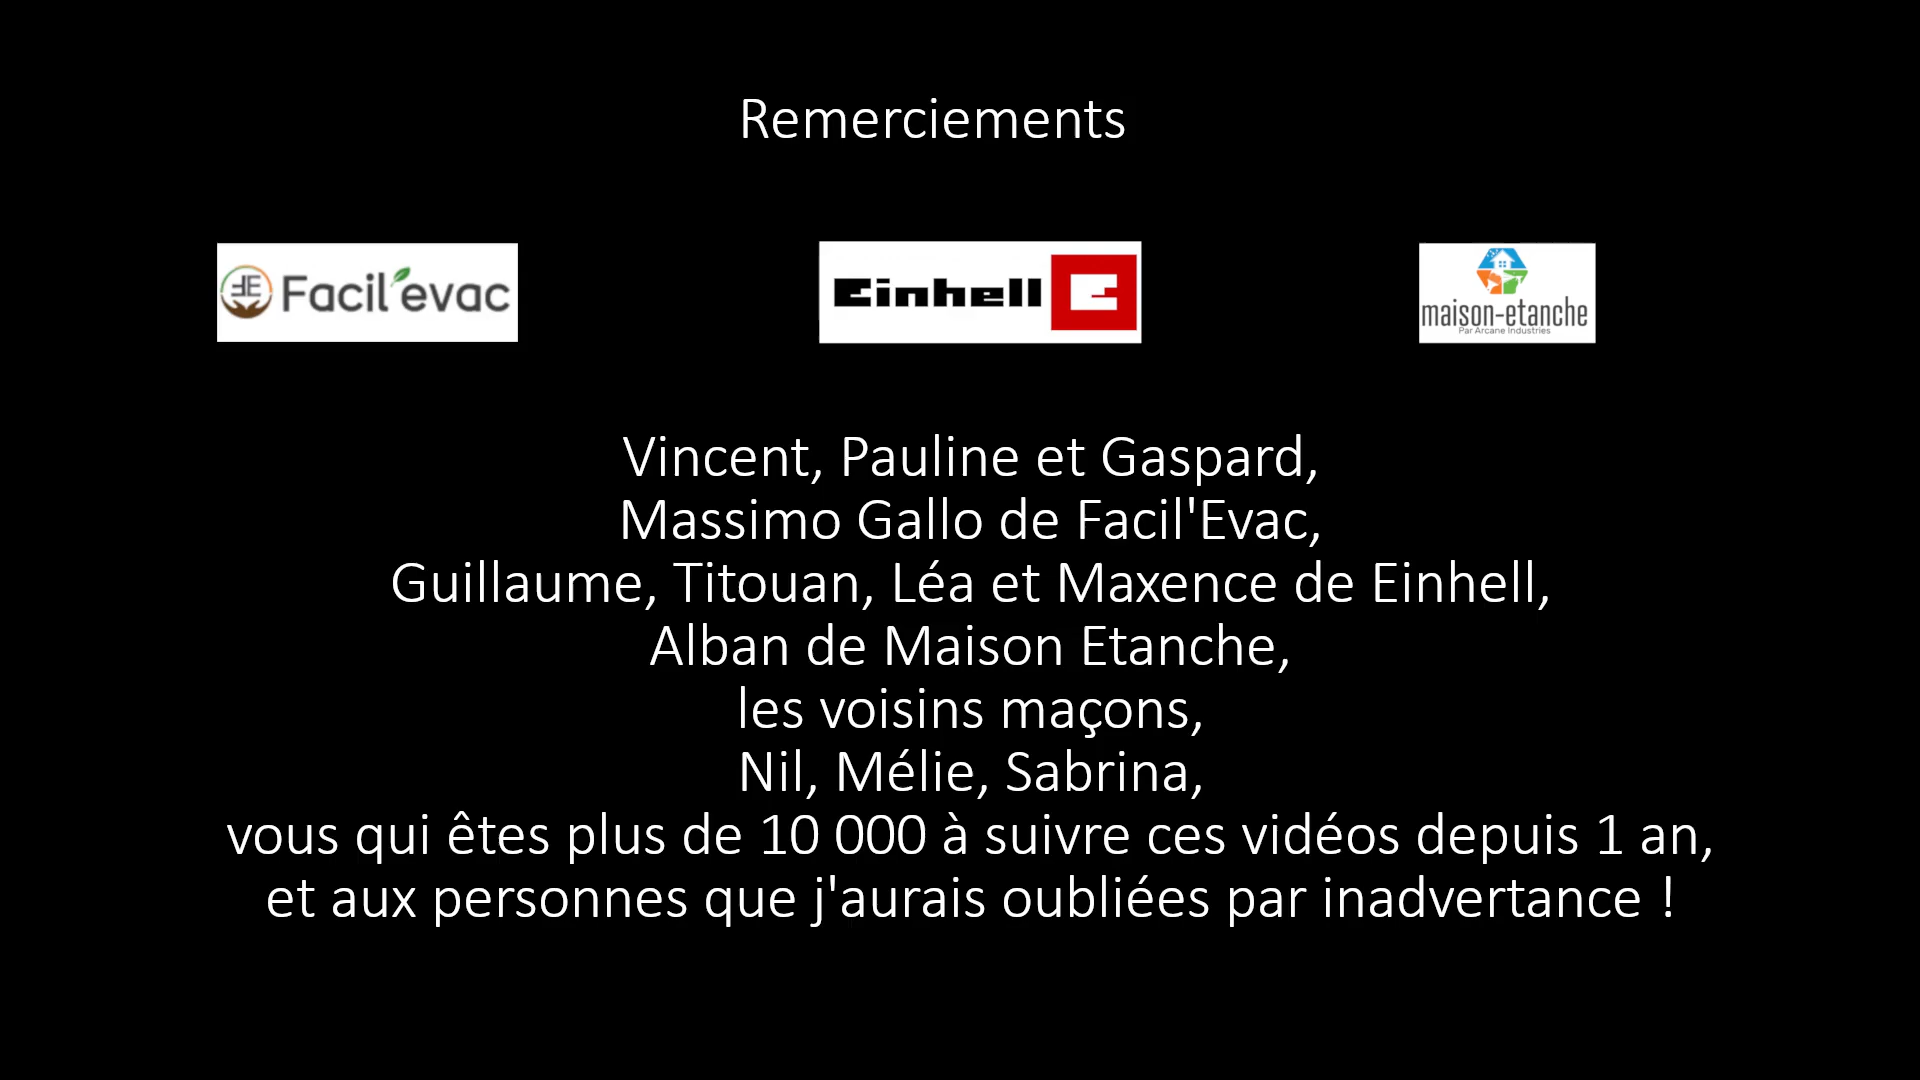 Remerciements
Facil'evac
Einhell
maison-etanche
Par Arcane Industries
Vincent, Pauline et Gaspard,
Massimo Gallo de Facil'Evac,
Guillaume, Titouan, Léa et Maxence de Einhell,
Alban de Maison Etanche,
les voisins maçons,
Nil, Mélie, Sabrina,
vous qui êtes plus de 10 000 à suivre ces vidéos depuis 1 an,
et aux personnes que j'aurais oubliées par inadvertance !